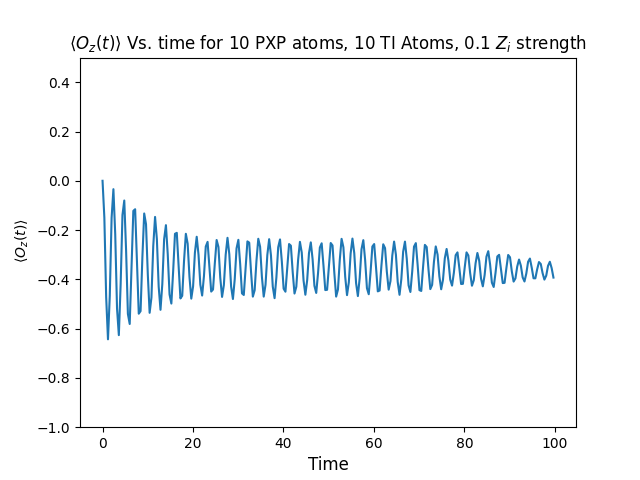 ⟨O_z(t)⟩ Vs. time for 10 PXP atoms, 10 TI Atoms, 0.1 Z_i strength
0.4
0.2
0.0
−0.2
−0.4
−0.6
−0.8
−1.0
⟨O_z(t)⟩
0 20 40 60 80 100
Time